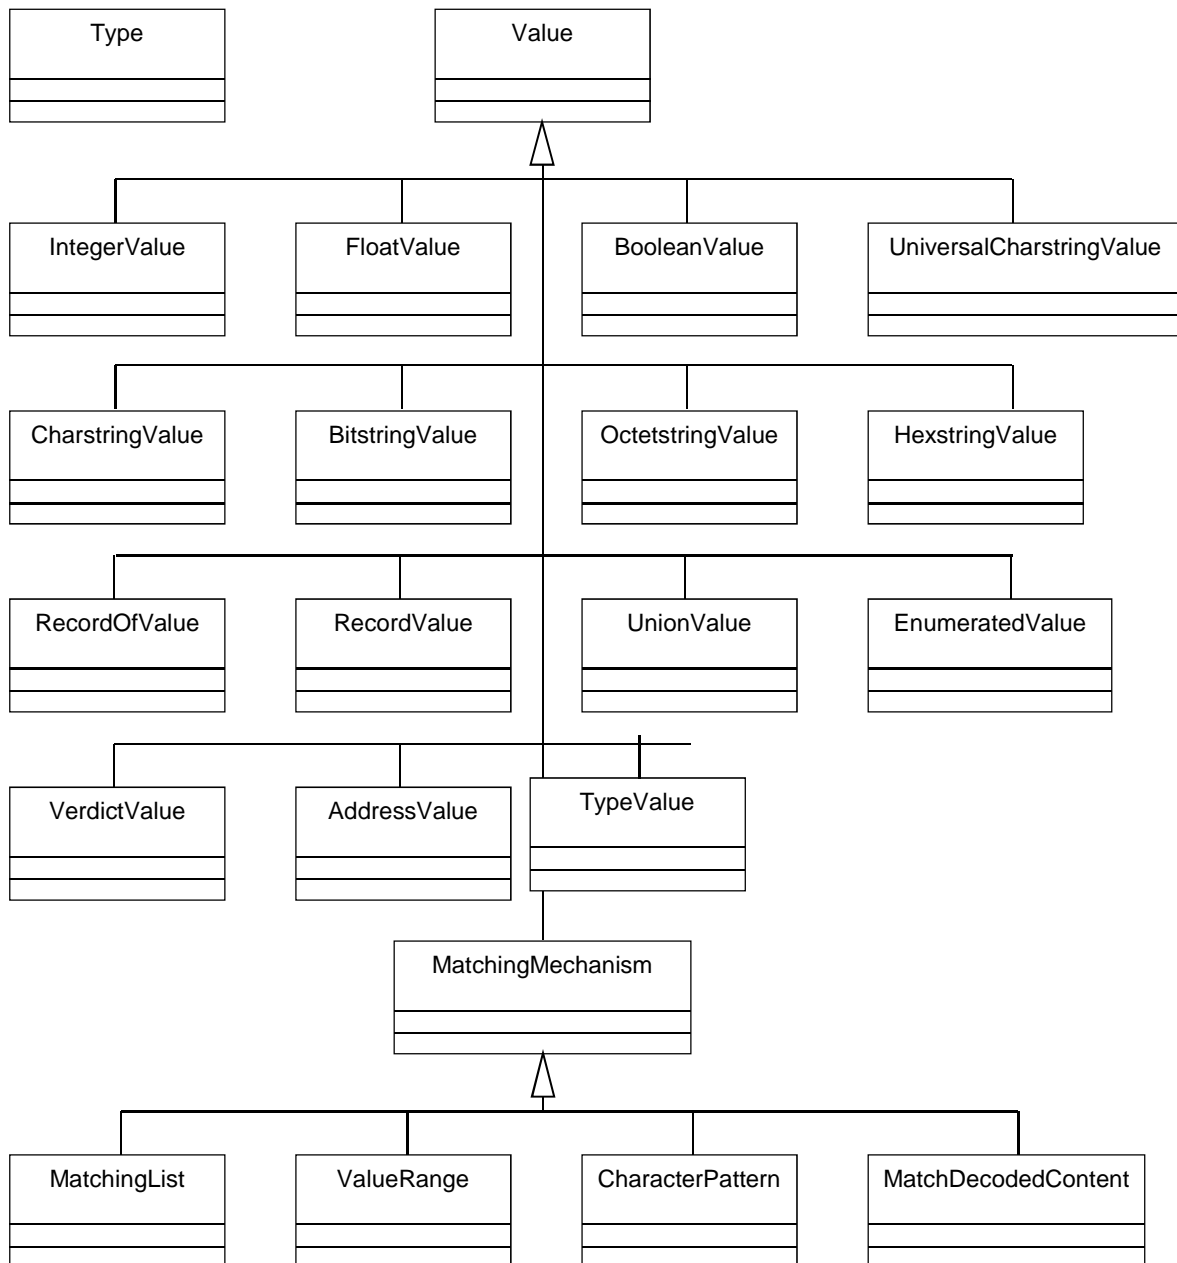 Type
Value
IntegerValue
FloatValue
BooleanValue
UniversalCharstringValue
CharstringValue
BitstringValue
OctetstringValue
HexstringValue
RecordOfValue
RecordValue
UnionValue
EnumeratedValue
VerdictValue
AddressValue
TypeValue
MatchingMechanism
MatchingList
ValueRange
CharacterPattern
MatchDecodedContent